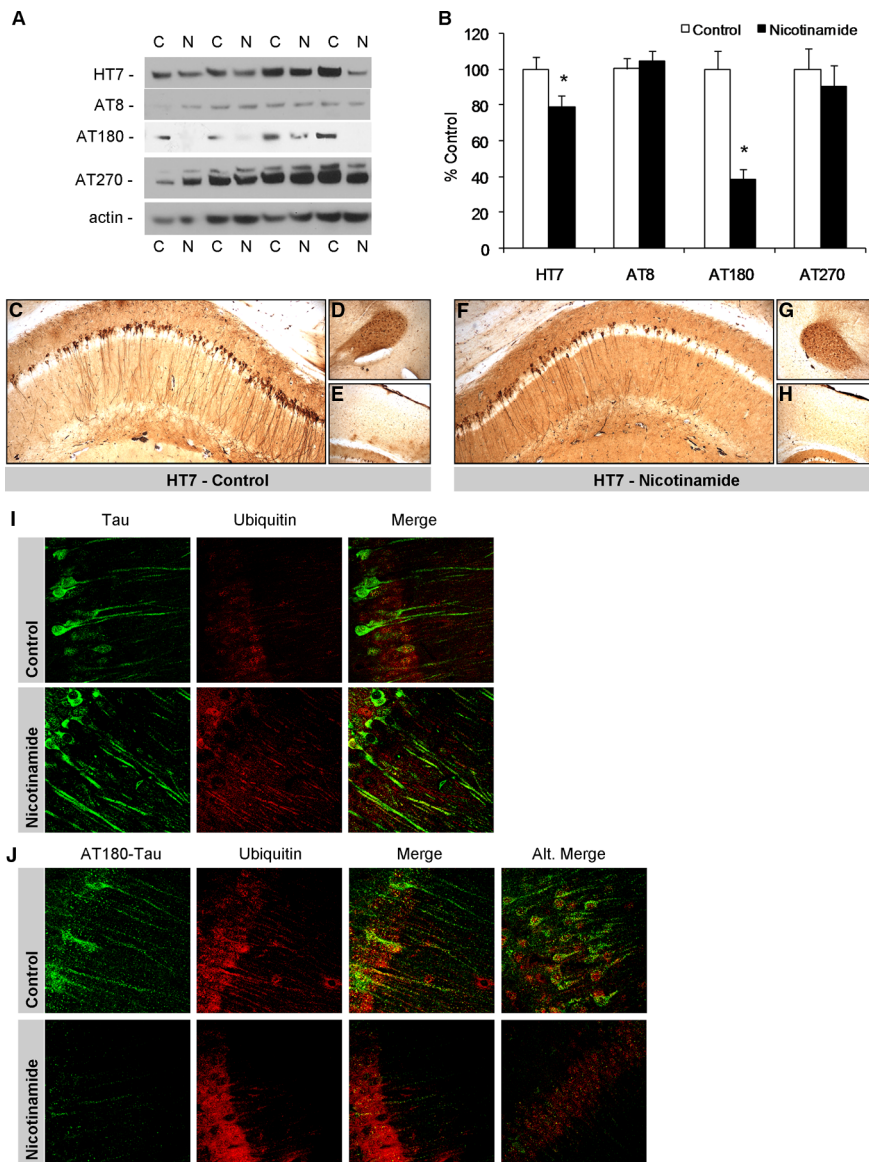 A
C N C N C N C N
HT7 -
AT8 -
AT180 -
AT270 -
actin -
C N C N C N C N
B
Control Nicotinamide
% Control
120
100
80
60
40
20
0
*
*
HT7 AT8 AT180 AT270
C
D
E
HT7 - Control
F
G
H
HT7 - Nicotinamide
I
Tau Ubiquitin Merge
Control
Nicotinamide
J
AT180-Tau Ubiquitin Merge Alt. Merge
Control
Nicotinamide